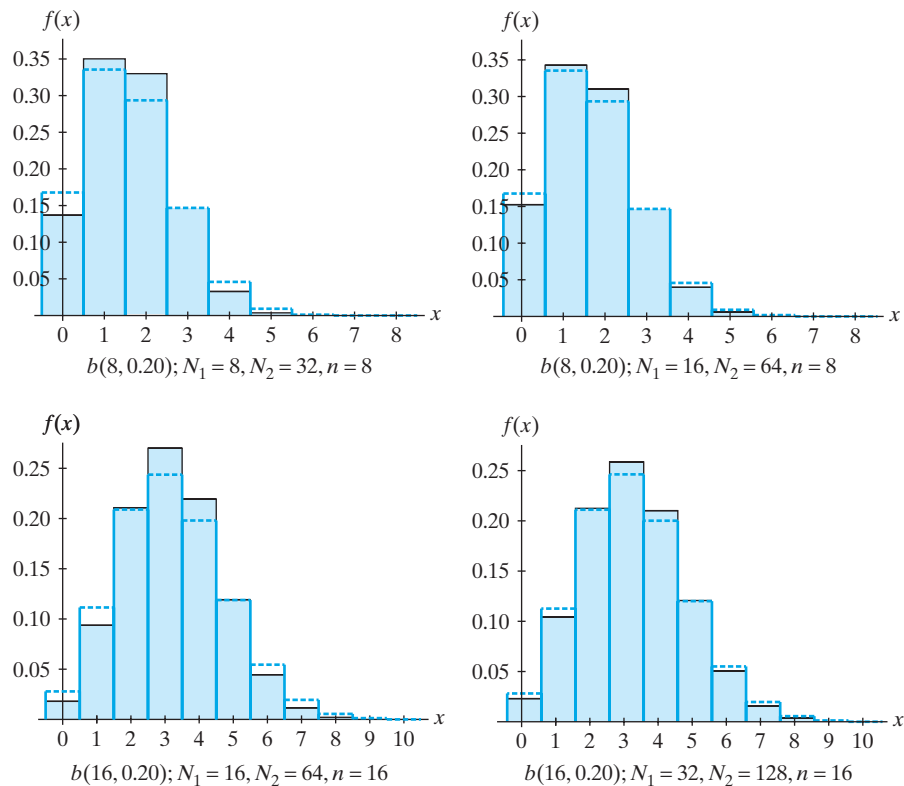 f(x)
0.35
0.30
0.25
0.20
0.15
0.10
0.05
0 1 2 3 4 5 6 7 8 x
b(8, 0.20); N₁ = 8, N₂ = 32, n = 8
f(x)
0.35
0.30
0.25
0.20
0.15
0.10
0.05
0 1 2 3 4 5 6 7 8 x
b(8, 0.20); N₁ = 16, N₂ = 64, n = 8
f(x)
0.25
0.20
0.15
0.10
0.05
0 1 2 3 4 5 6 7 8 9 10 x
b(16, 0.20); N₁ = 16, N₂ = 64, n = 16
f(x)
0.25
0.20
0.15
0.10
0.05
0 1 2 3 4 5 6 7 8 9 10 x
b(16, 0.20); N₁ = 32, N₂ = 128, n = 16